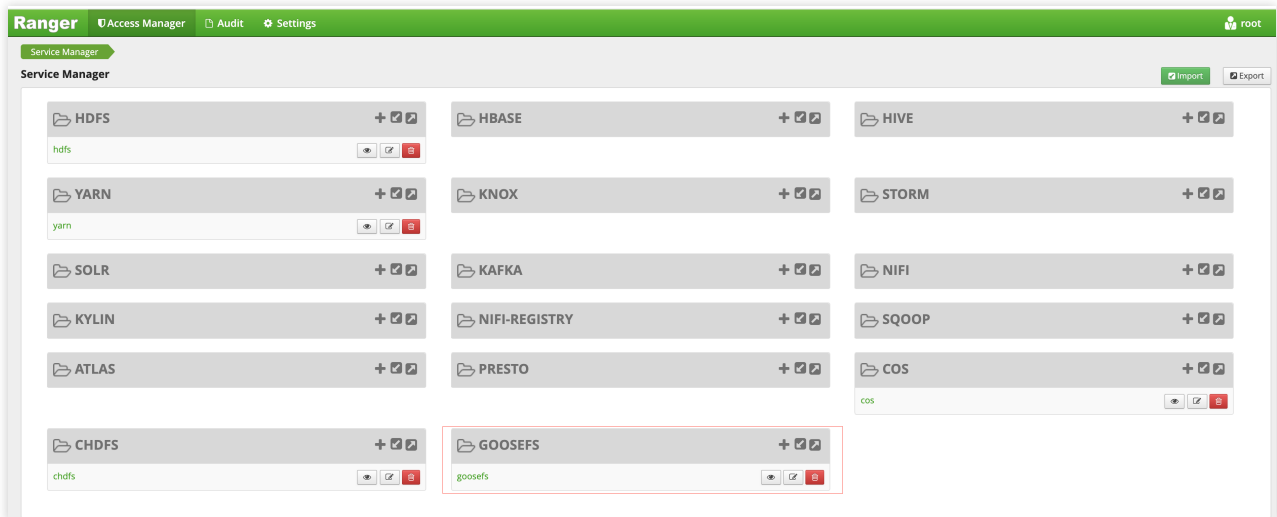 Ranger Access Manager Audit Settings root
Service Manager
Service Manager Import Export
HDFS HBASE HIVE
hdfs
YARN KNOX STORM
yarn
SOLR KAFKA NIFI
KYLIN NIFI-REGISTRY SQOOP
ATLAS PRESTO COS
cos
CHDFS GOOSEFS
chdfs goosefs